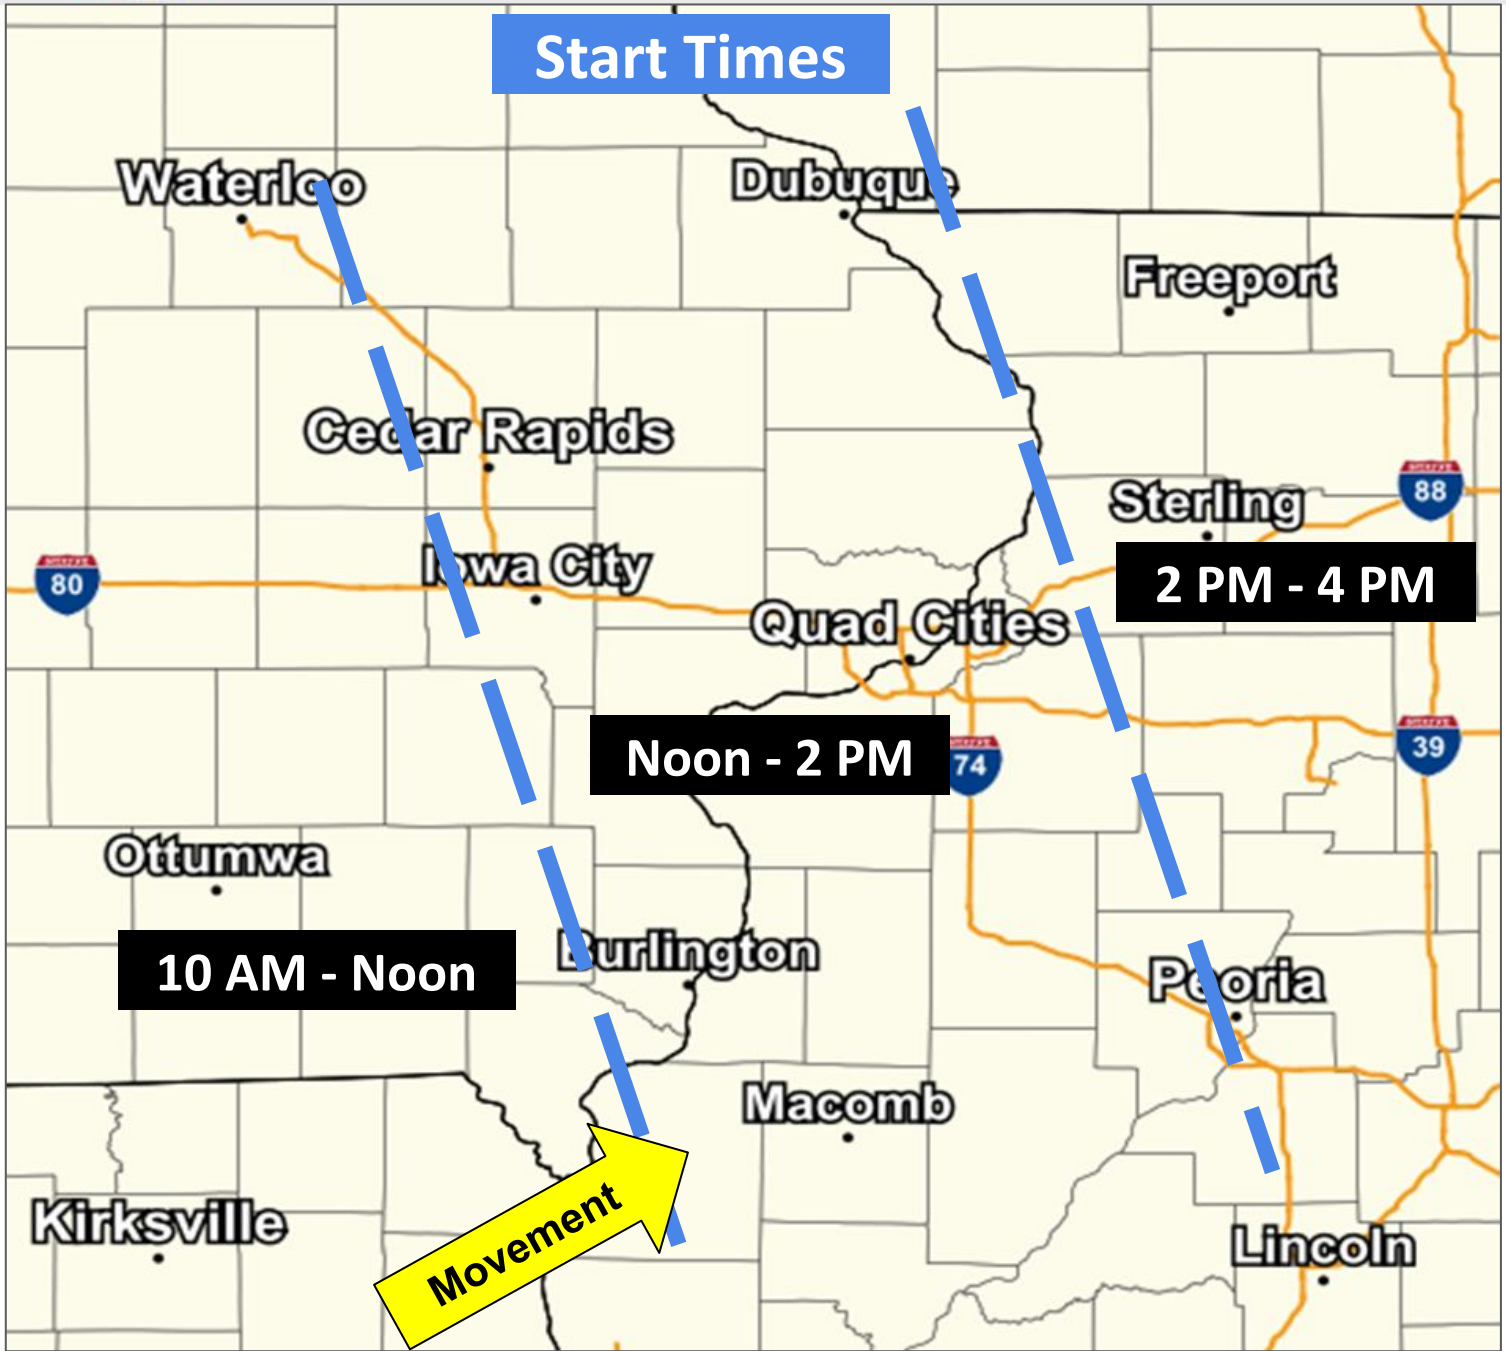 Start Times
Waterloo
Dubuque
Freeport
Cedar Rapids
Sterling
88
Iowa City
80
2 PM - 4 PM
Quad Cities
Noon - 2 PM
74
39
Ottumwa
10 AM - Noon
Burlington
Peoria
Macomb
Movement
Kirksville
Lincoln